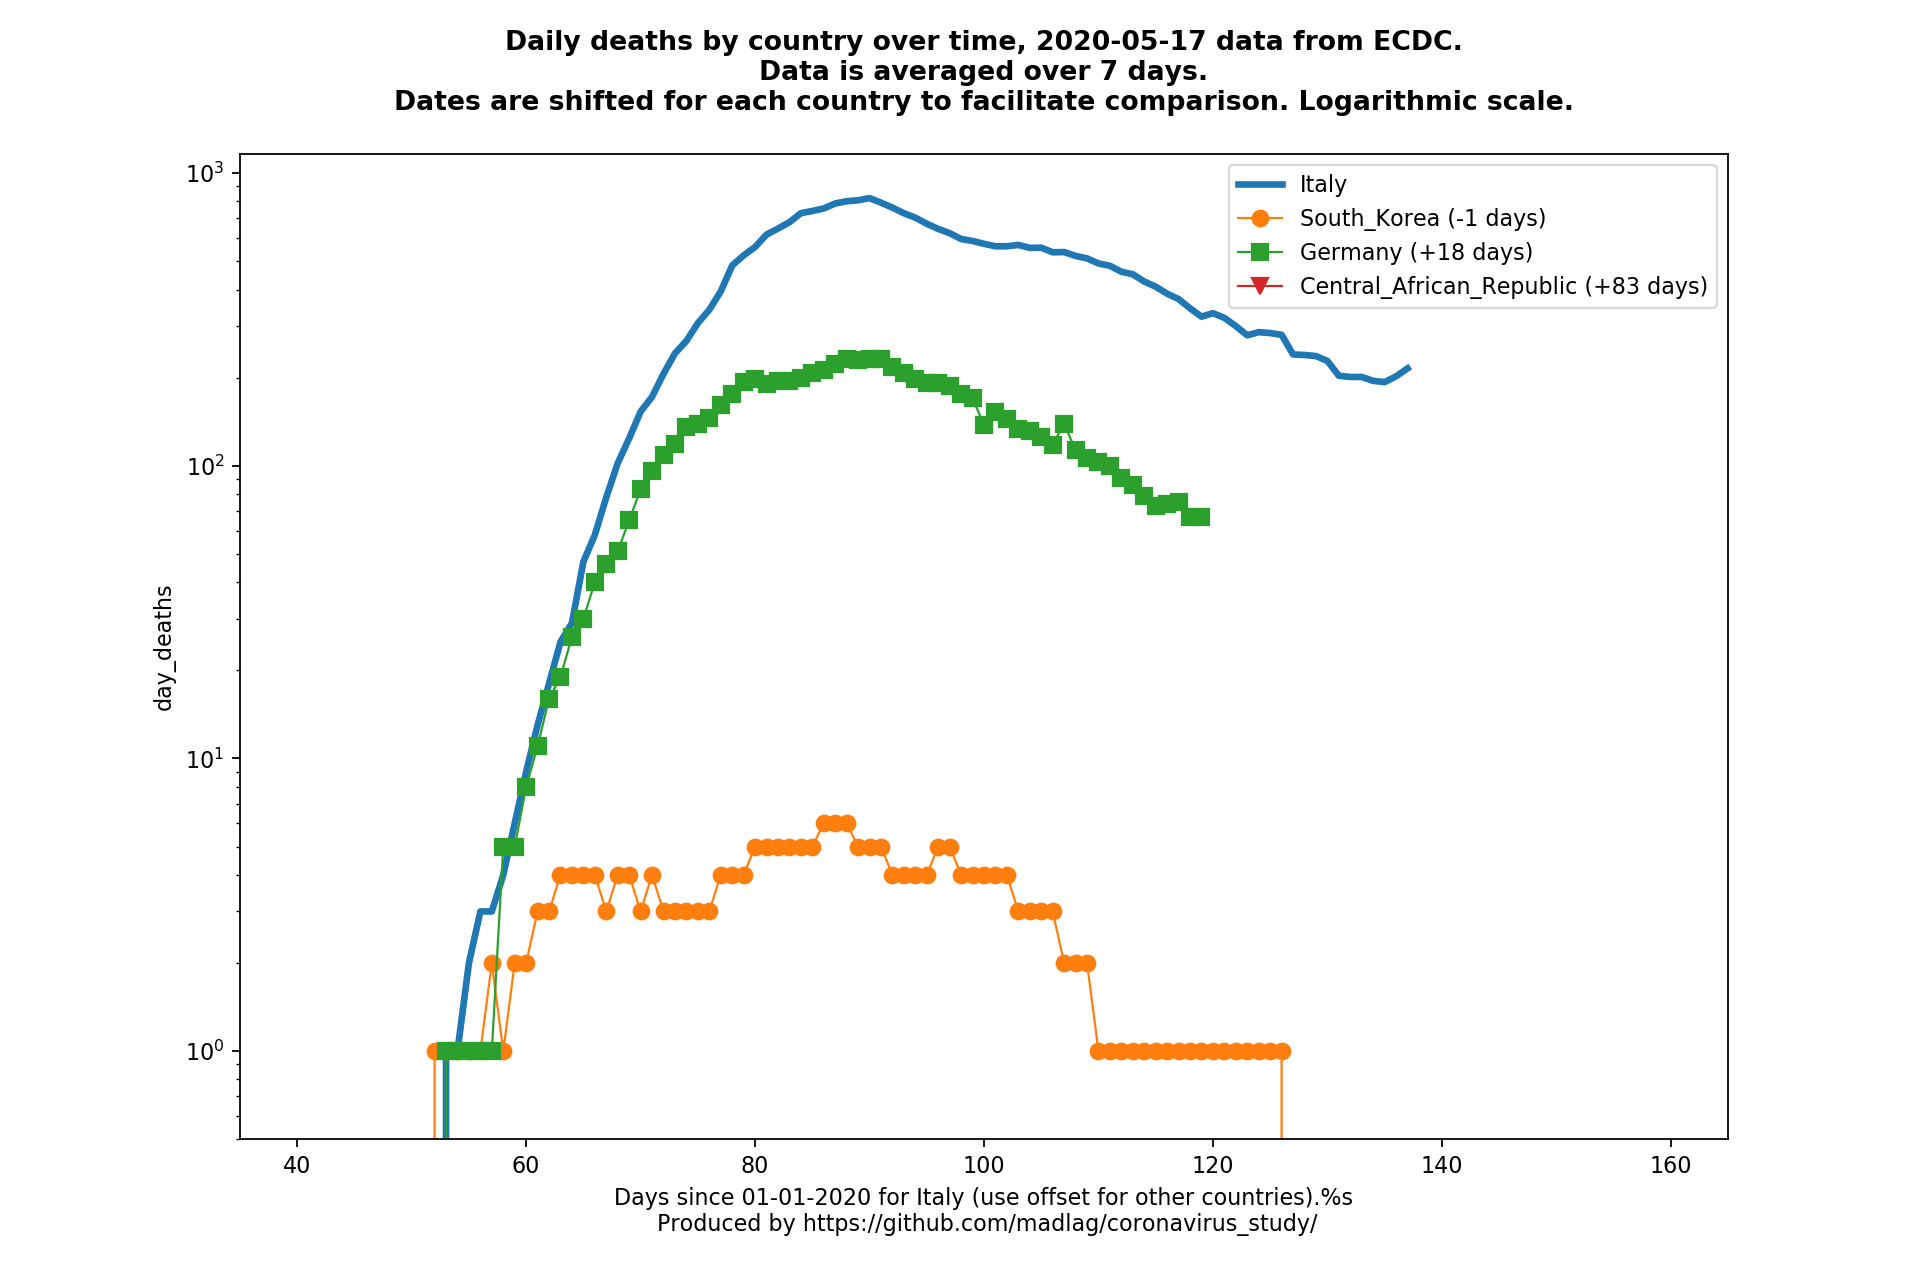 Daily deaths by country over time, 2020-05-17 data from ECDC.
Data is averaged over 7 days.
Dates are shifted for each country to facilitate comparison. Logarithmic scale.
10³
10²
10¹
10⁰
day_deaths
Italy
South_Korea (-1 days)
Germany (+18 days)
Central_African_Republic (+83 days)
40 60 80 100 120 140 160
Days since 01-01-2020 for Italy (use offset for other countries).%s
Produced by https://github.com/madlag/coronavirus_study/